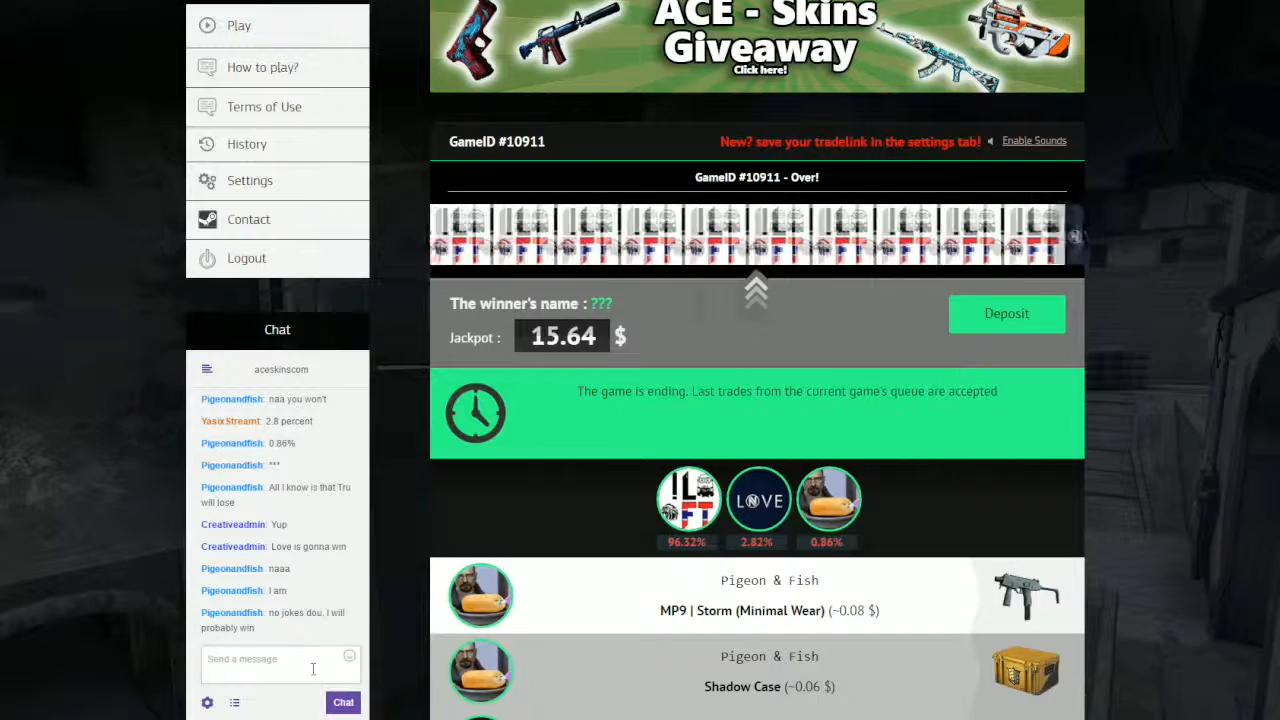 ACE - Skins
Giveaway
Click here!
Play
How to play?
Terms of Use
History
Settings
Contact
Logout
GameID #10911
New? save your tradelink in the settings tab!
Enable Sounds
GameID #10911 - Over!
The winner's name : ???
Jackpot : 15.64 $
Deposit
The game is ending. Last trades from the current game's queue are accepted
!L
FT
LOVE
96.32%
2.82%
0.86%
Pigeon & Fish
MP9 | Storm (Minimal Wear) (~0.08 $)
Pigeon & Fish
Shadow Case (~0.06 $)
Chat
aceskinscom
Pigeonandfish: naa you won't
YasixStreamt: 2.8 percent
Pigeonandfish: 0.86%
Pigeonandfish: ***
Pigeonandfish: All I know is that Tru
will lose
Creativeadmin: Yup
Creativeadmin: Love is gonna win
Pigeonandfish: naaa
Pigeonandfish: I am
Pigeonandfish: no jokes dou, I will
probably win
Send a message
Chat